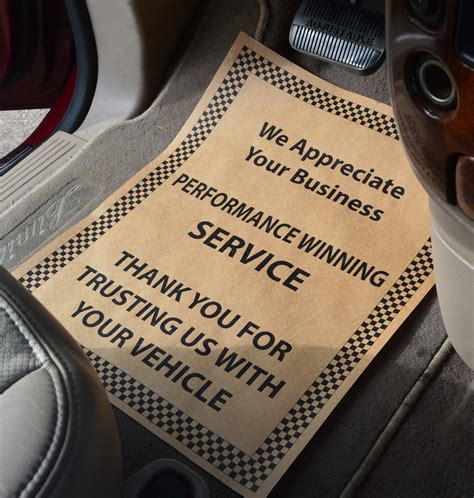 We Appreciate
Your Business
PERFORMANCE WINNING
SERVICE
THANK YOU FOR
TRUSTING US WITH
YOUR VEHICLE